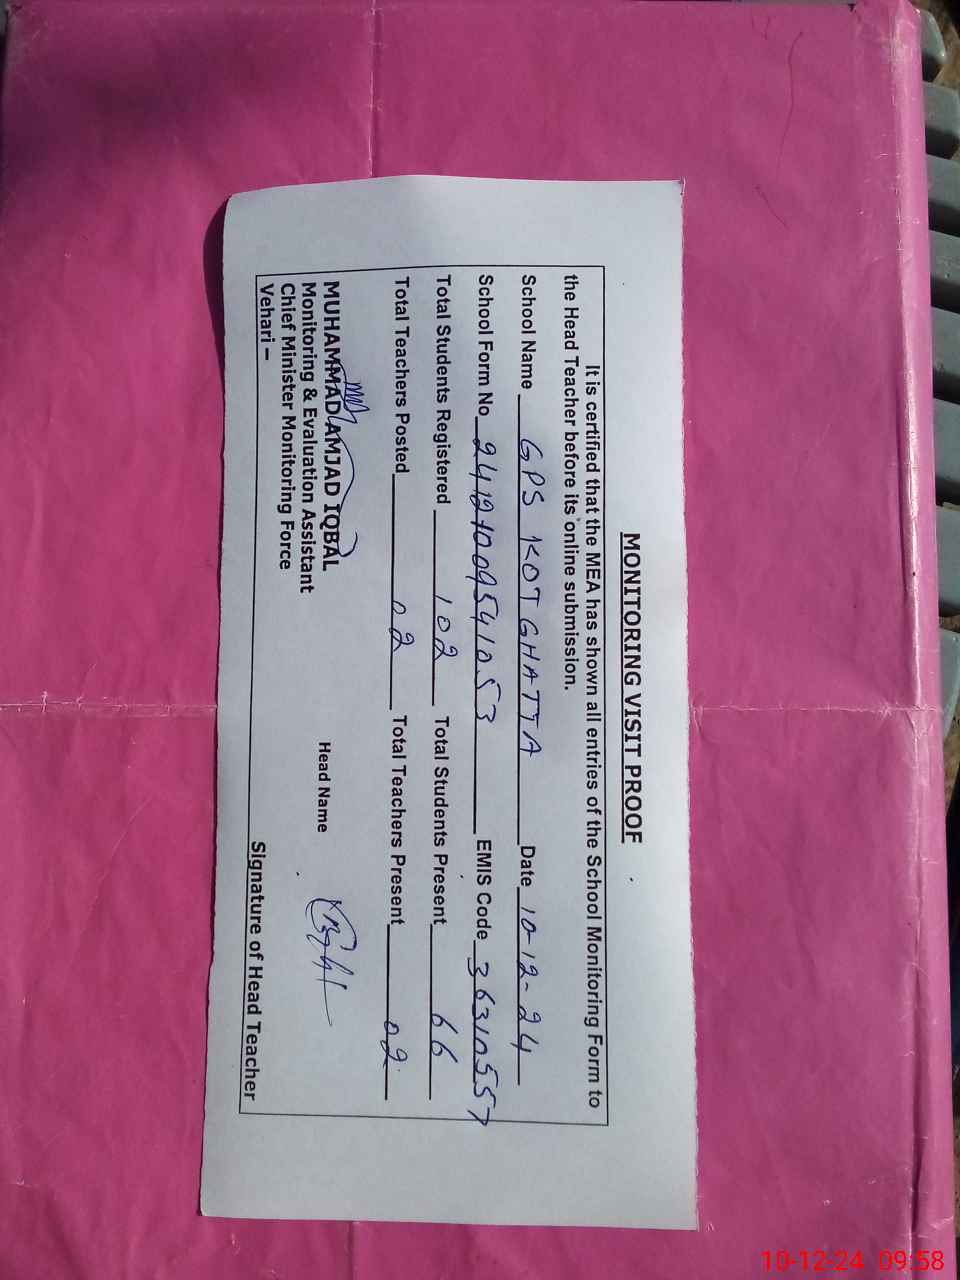 MONITORING VISIT PROOF
It is certified that the MEA has shown all entries of the School Monitoring Form to
the Head Teacher before its online submission.
School Name GPS KOT GHATTA Date 10-12-24
School Form No 24121009541053 EMIS Code 36310557
Total Students Registered 102 Total Students Present 66
Total Teachers Posted 02 Total Teachers Present 02
MUHAMMAD AMJAD IQBAL
Monitoring & Evaluation Assistant
Chief Minister Monitoring Force
Vehari –
Head Name
Signature of Head Teacher
10-12-24 09:58